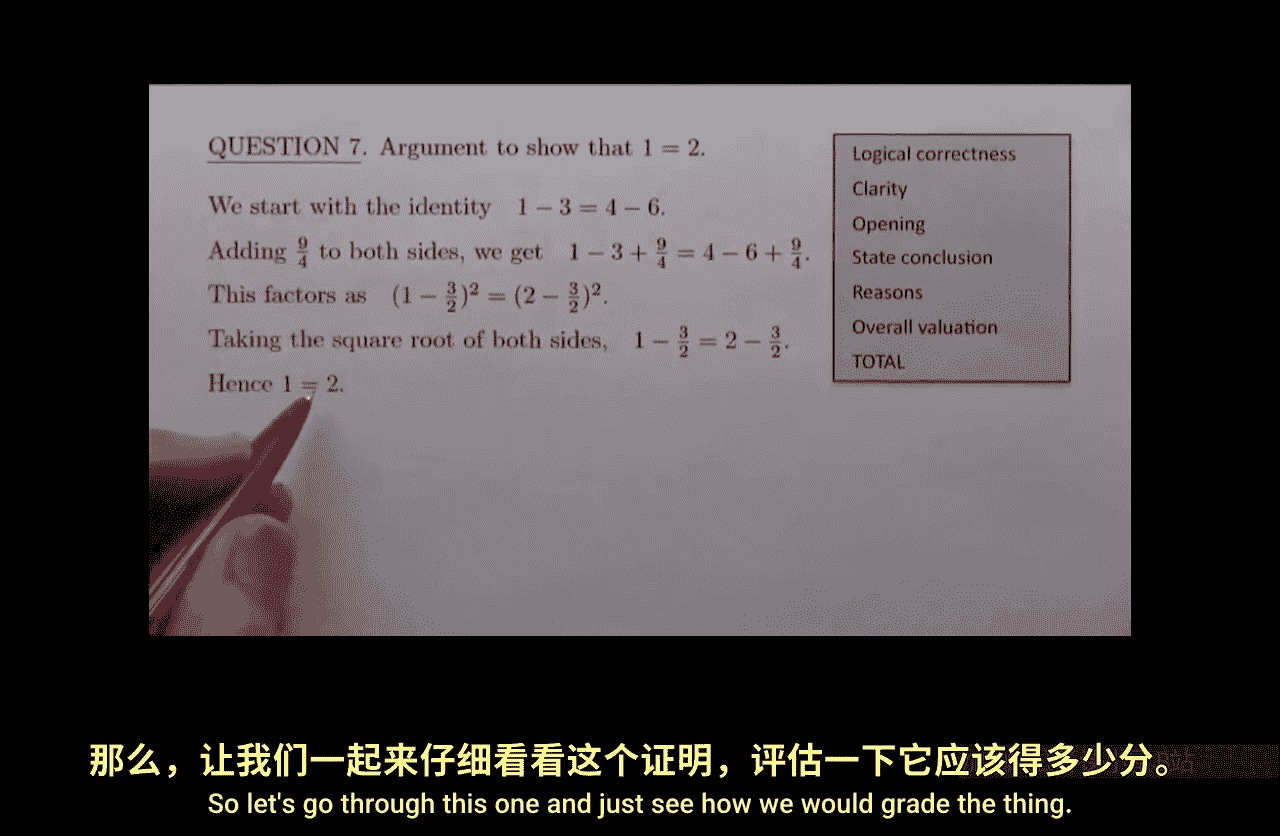 QUESTION 7. Argument to show that 1 = 2.
We start with the identity 1 − 3 = 4 − 6.
Adding 9/4 to both sides, we get 1 − 3 + 9/4 = 4 − 6 + 9/4.
This factors as (1 − 3/2)² = (2 − 3/2)².
Taking the square root of both sides, 1 − 3/2 = 2 − 3/2.
Hence 1 = 2.
Logical correctness
Clarity
Opening
State conclusion
Reasons
Overall valuation
TOTAL
那么，让我们一起来仔细看看这个证明，评估一下它应该得多少分。
So let's go through this one and just see how we would grade the thing.